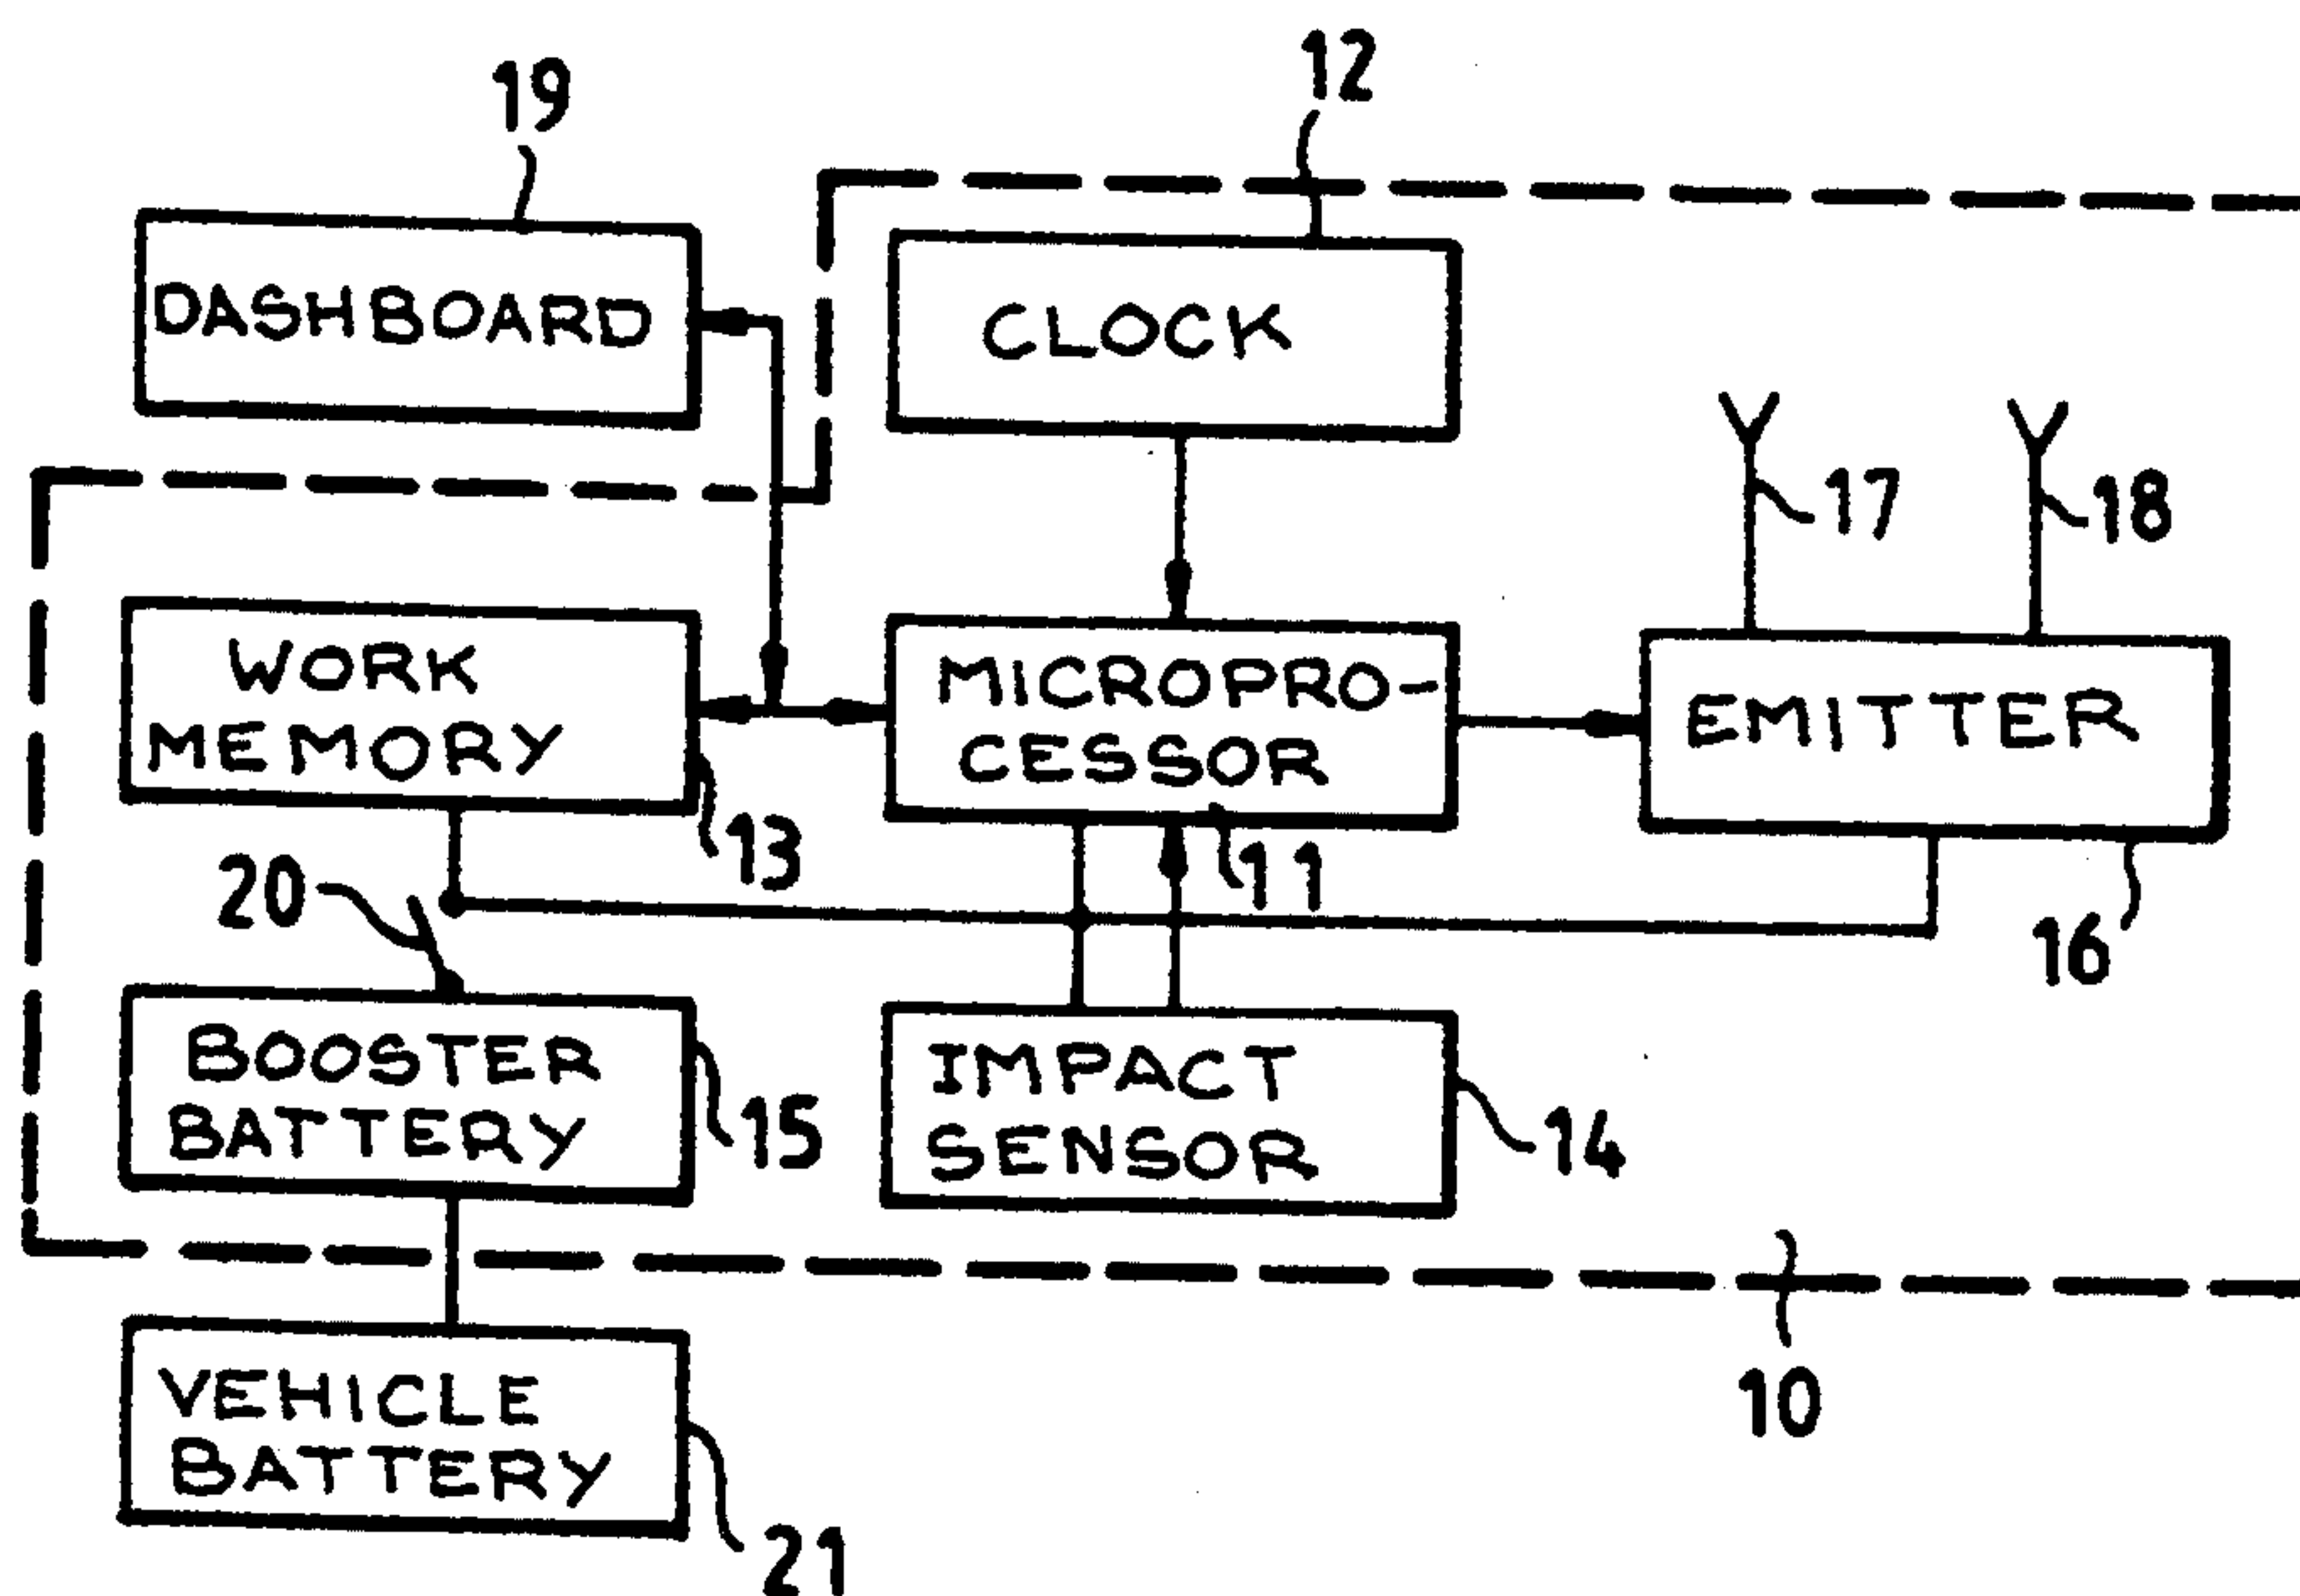 19
12
DASHBOARD
CLOCK
17
18
WORK
MEMORY
MICROPRO-
CESSOR
EMITTER
13
11
20
16
BOOSTER
BATTERY
15
IMPACT
SENSOR
14
10
VEHICLE
BATTERY
21